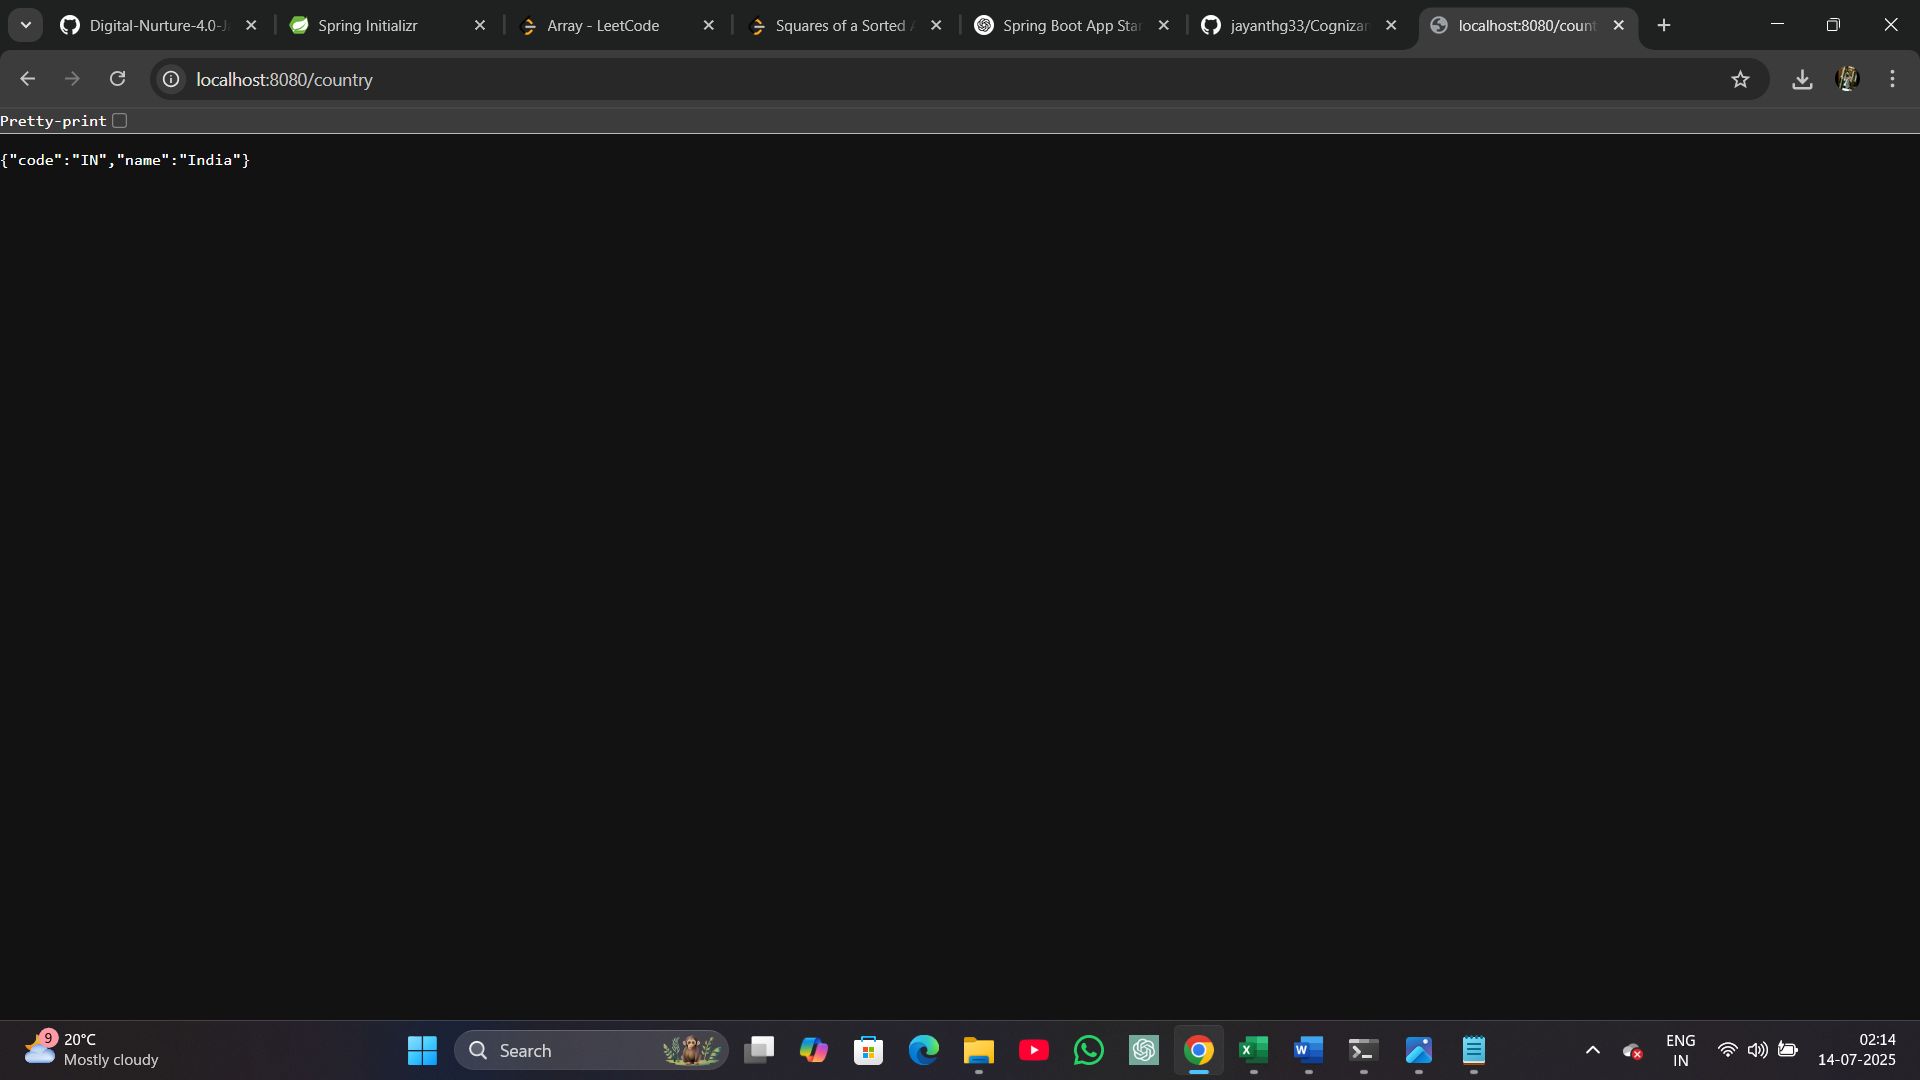 Digital-Nurture-4.0-J
Spring Initializr
Array - LeetCode
Squares of a Sorted A
Spring Boot App Star
jayanthg33/Cognizan
localhost:8080/count
localhost:8080/country
Pretty-print
{"code":"IN","name":"India"}
9
20°C
Mostly cloudy
Search
ENG
IN
02:14
14-07-2025